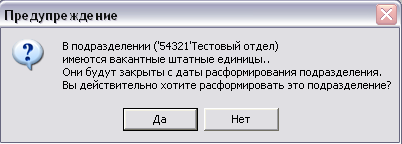 Предупреждение
В подразделении ('54321'Тестовый отдел)
имеются вакантные штатные единицы..
Они будут закрыты с даты расформирования подразделения.
Вы действительно хотите расформировать это подразделение?
Да
Нет